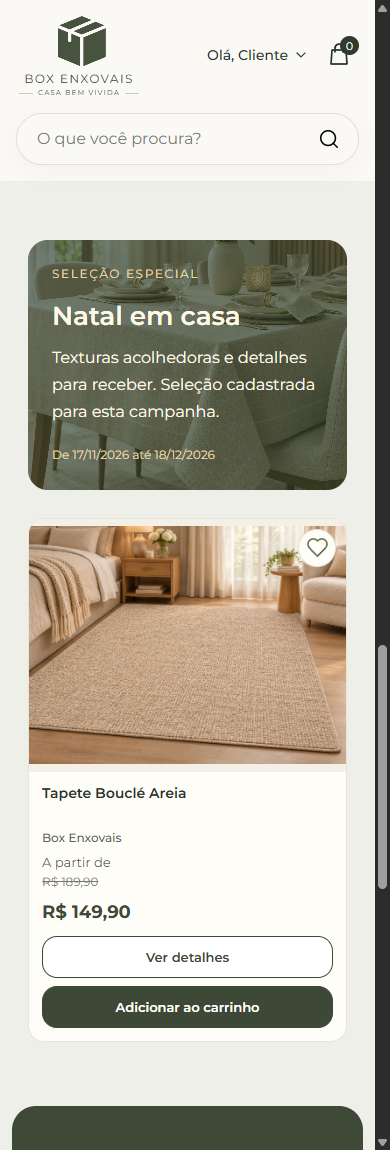 BOX ENXOVAIS
CASA BEM VIVIDA
Olá, Cliente
0
O que você procura?
SELEÇÃO ESPECIAL
Natal em casa
Texturas acolhedoras e detalhes
para receber. Seleção cadastrada
para esta campanha.
De 17/11/2026 até 18/12/2026
Tapete Bouclé Areia
Box Enxovais
A partir de
R$ 189,90
R$ 149,90
Ver detalhes
Adicionar ao carrinho